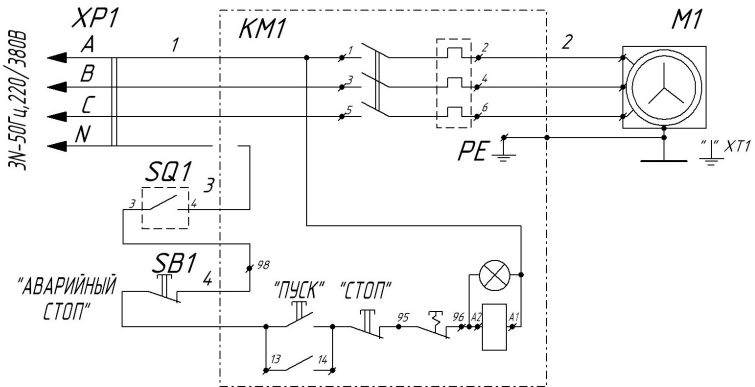 XP1
KM1
M1
3N~50Гц,220/380В
A
1
1
2
2
B
3
4
C
5
6
N
PE
"⊥" XT1
SQ1
3
3
4
98
SB1
4
"АВАРИЙНЫЙ
СТОП"
"ПУСК"
"СТОП"
95
96
A2
A1
13
14